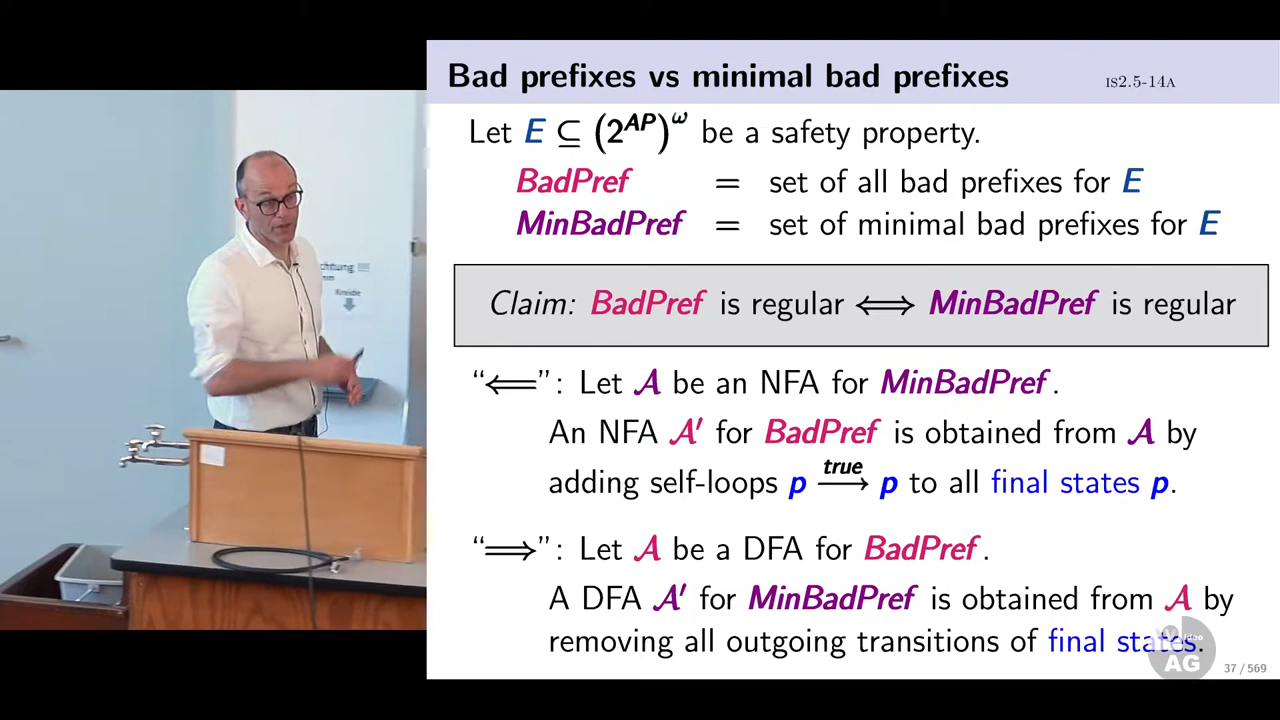 Bad prefixes vs minimal bad prefixes IS2.5-14A
Let E ⊆ (2^AP)^ω be a safety property.
BadPref = set of all bad prefixes for E
MinBadPref = set of minimal bad prefixes for E
Claim: BadPref is regular ⟺ MinBadPref is regular
“⟸”: Let 𝒜 be an NFA for MinBadPref.
An NFA 𝒜′ for BadPref is obtained from 𝒜 by
adding self-loops p —true→ p to all final states p.
“⟹”: Let 𝒜 be a DFA for BadPref.
A DFA 𝒜′ for MinBadPref is obtained from 𝒜 by
removing all outgoing transitions of final states.
AG
37 / 569